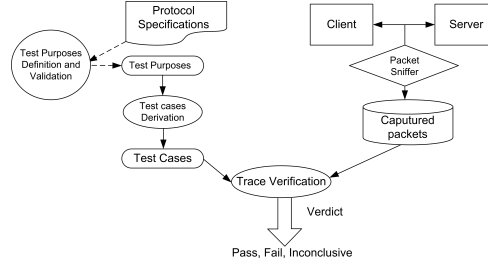 Protocol
Specifications
Client
Server
Test Purposes
Definition and
Validation
Test Purposes
Packet
Sniffer
Test cases
Derivation
Caputured
packets
Test Cases
Trace Verification
Verdict
Pass, Fail, Inconclusive